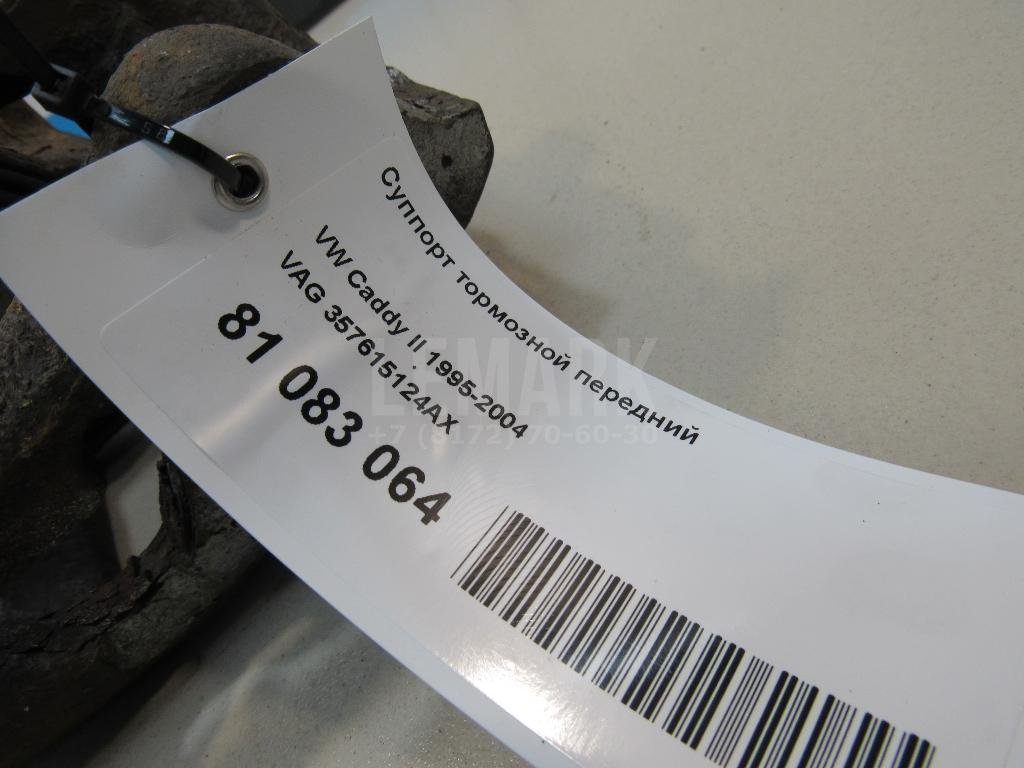 Суппорт тормозной передний
VW Caddy II 1995-2004
VAG 357615124AX
81 083 064
LEMARK
+7 (8172) 70-60-30